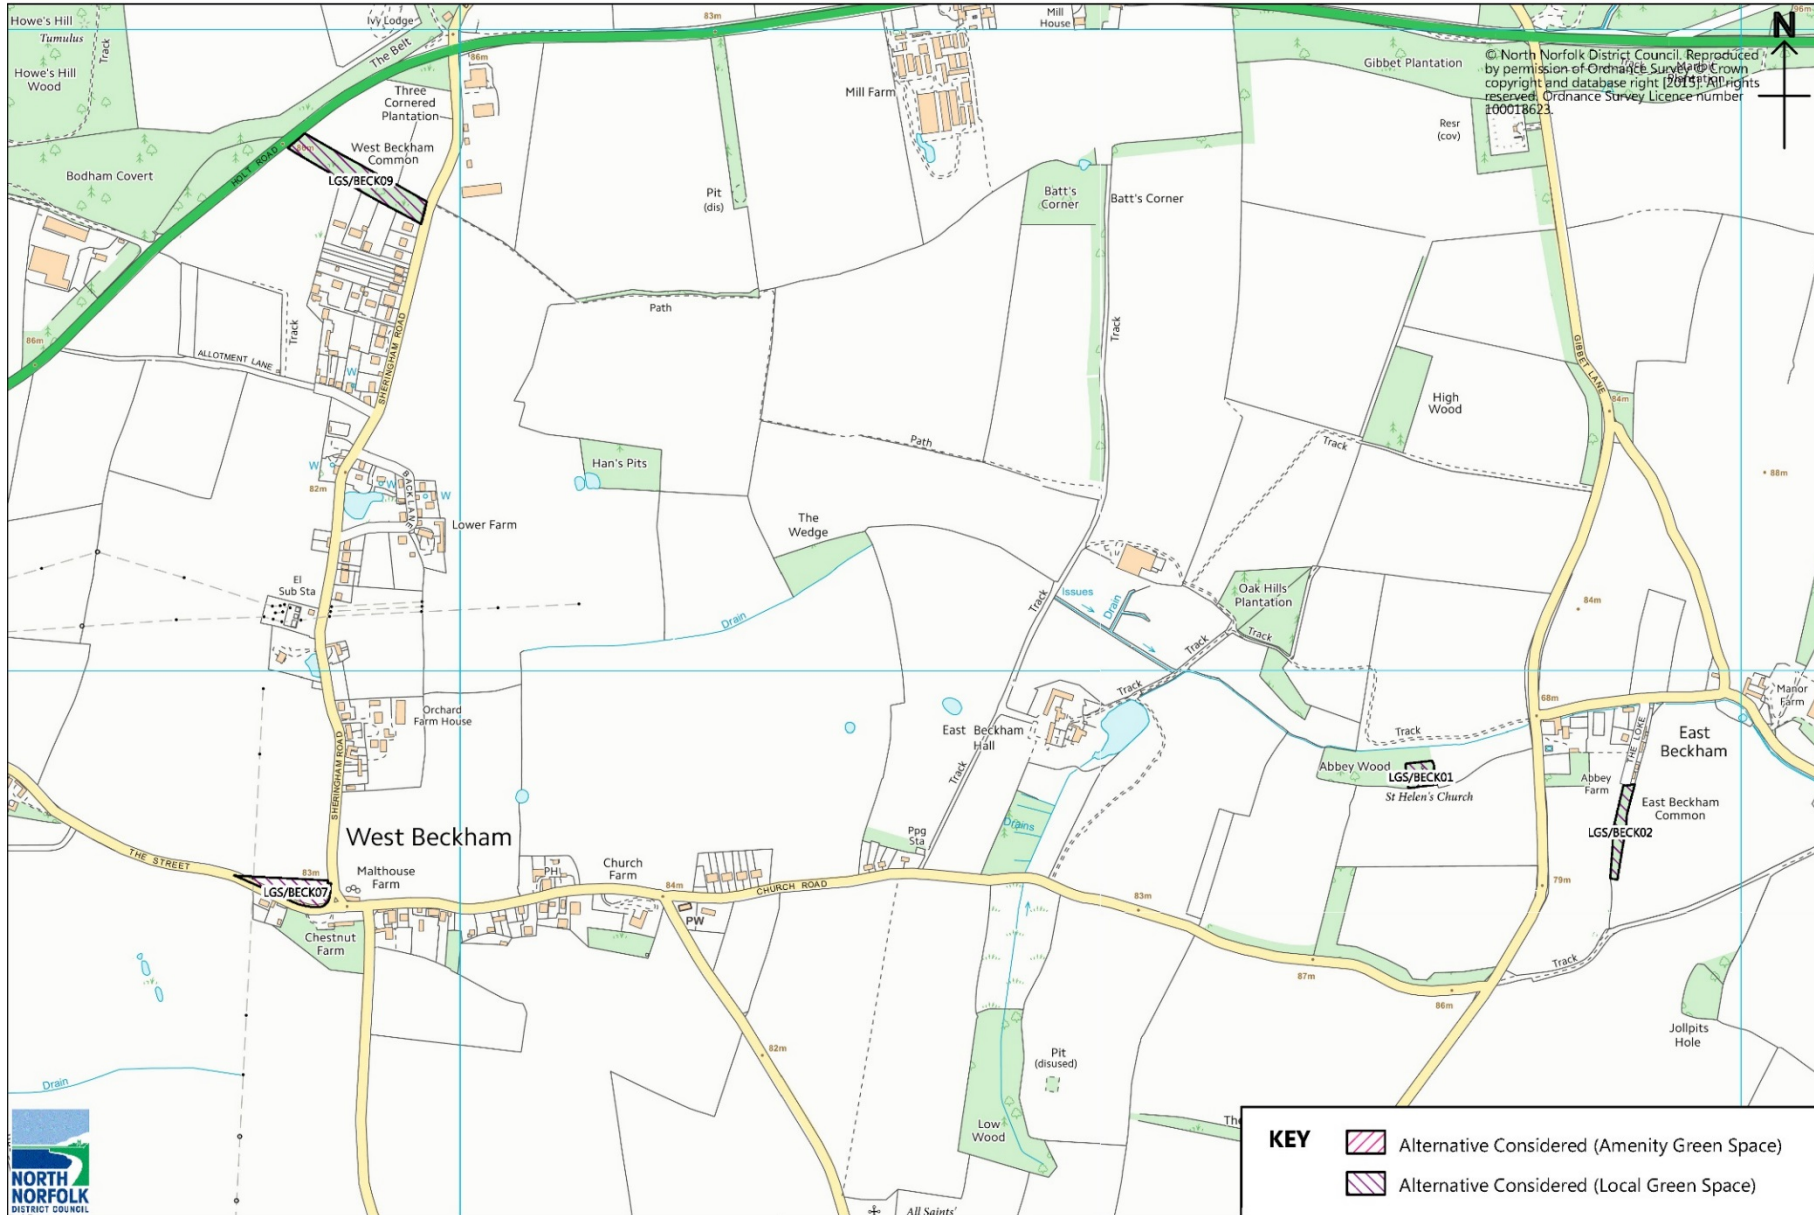 Howe's Hill
Tumulus
Track
Howe's Hill
Wood
Ivy Lodge
The Belt
83m
86m
Mill
House
96m
N
© North Norfolk District Council. Reproduced
by permission of Ordnance Survey © Crown
copyright and database right [2015]. All rights
reserved. Ordnance Survey Licence number
100018623.
Gibbet Plantation
Three
Cornered
Plantation
Mill Farm
Resr
(cov)
West Beckham
Common
86m
LGS/BECK09
HOLT ROAD
Bodham Covert
Pit
(dis)
Batt's
Corner
Batt's Corner
Track
Path
Track
SHERINGHAM ROAD
GIBBET LANE
86m
ALLOTMENT LANE
W
High
Wood
84m
Path
Track
Han's Pits
88m
W
W
W
82m
BACK LANE
Lower Farm
The
Wedge
El
Sub Sta
Issues
Drain
Oak Hills
Plantation
84m
Track
Drain
Track
Track
Track
Manor
Farm
68m
Orchard
Farm House
East Beckham
Hall
Track
THE LOKE
East
Beckham
SHERINGHAM ROAD
Track
Abbey Wood
LGS/BECK01
St Helen's Church
Abbey
Farm
East Beckham
Common
LGS/BECK02
West Beckham
Ppg
Sta
Drains
THE STREET
83m
LGS/BECK07
Malthouse
Farm
PH
Church
Farm
84m
CHURCH ROAD
79m
83m
PW
Chestnut
Farm
Track
87m
86m
Jollpits
Hole
82m
Pit
(disused)
Drain
Low
Wood
The
All Saints'
NORTH
NORFOLK
DISTRICT COUNCIL
KEY
Alternative Considered (Amenity Green Space)
Alternative Considered (Local Green Space)